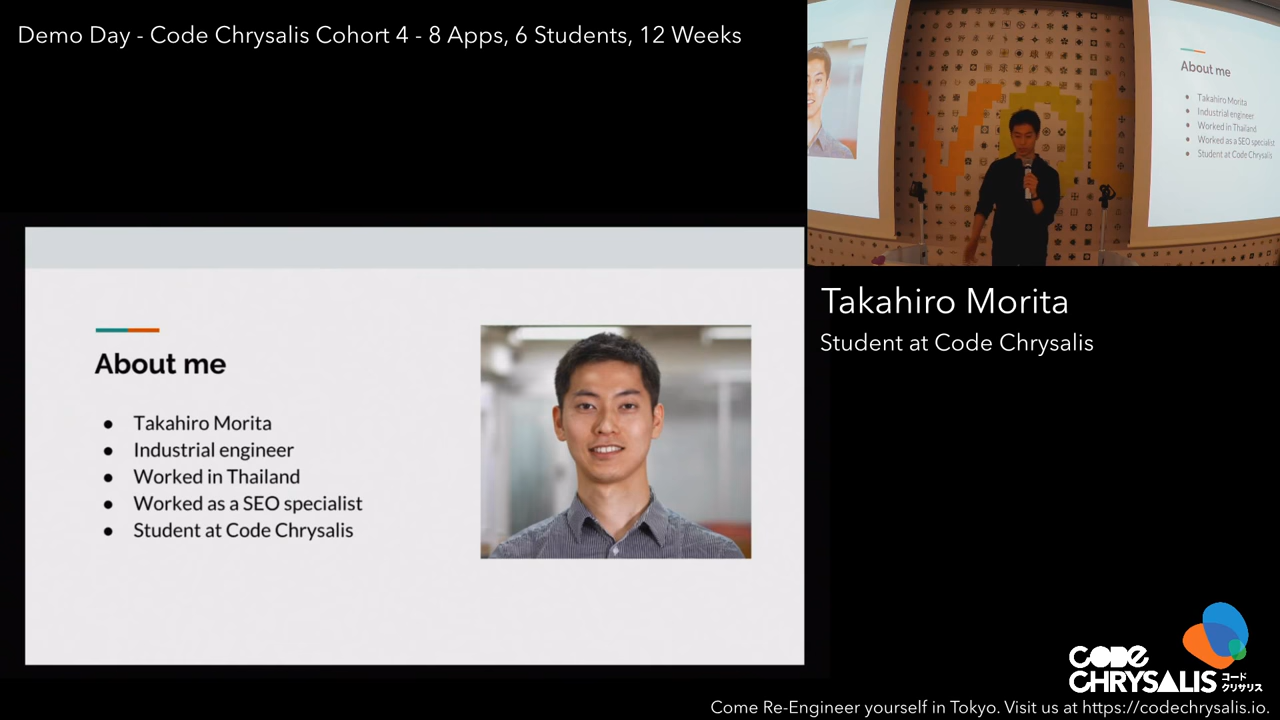 Demo Day - Code Chrysalis Cohort 4 - 8 Apps, 6 Students, 12 Weeks
About me
● Takahiro Morita
● Industrial engineer
● Worked in Thailand
● Worked as a SEO specialist
● Student at Code Chrysalis
About me
● Takahiro Morita
● Industrial engineer
● Worked in Thailand
● Worked as a SEO specialist
● Student at Code Chrysalis
Takahiro Morita
Student at Code Chrysalis
CODE
CHRYSALIS
コード
クリサリス
Come Re-Engineer yourself in Tokyo. Visit us at https://codechrysalis.io.